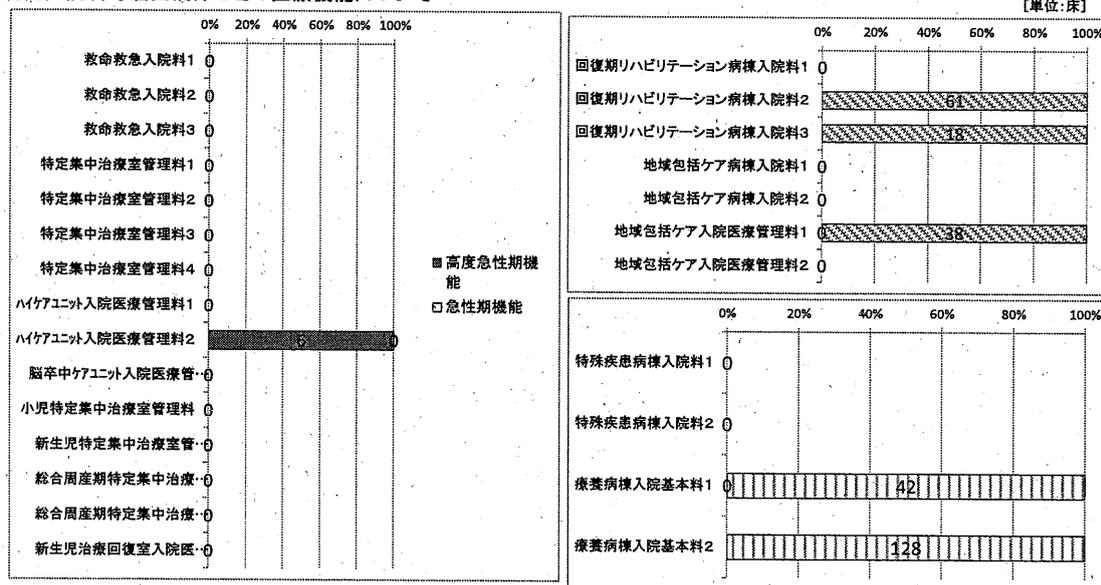 [単位:床]
0% 20% 40% 60% 80% 100%
救命救急入院料1 0
救命救急入院料2 0
救命救急入院料3 0
特定集中治療室管理料1 0
特定集中治療室管理料2 0
特定集中治療室管理料3 0
特定集中治療室管理料4 0
ハイケアユニット入院医療管理料1 0
ハイケアユニット入院医療管理料2 6 0
脳卒中ケアユニット入院医療管… 0
小児特定集中治療室管理料 0
新生児特定集中治療室管… 0
総合周産期特定集中治療… 0
総合周産期特定集中治療… 0
新生児治療回復室入院医… 0
高度急性期機
能
急性期機能
0% 20% 40% 60% 80% 100%
回復期リハビリテーション病棟入院料1 0
回復期リハビリテーション病棟入院料2 61
回復期リハビリテーション病棟入院料3 18
地域包括ケア病棟入院料1 0
地域包括ケア病棟入院料2 0
地域包括ケア入院医療管理料1 0 38
地域包括ケア入院医療管理料2 0
0% 20% 40% 60% 80% 100%
特殊疾患病棟入院料1 0
特殊疾患病棟入院料2 0
療養病棟入院基本料1 0 42
療養病棟入院基本料2 128